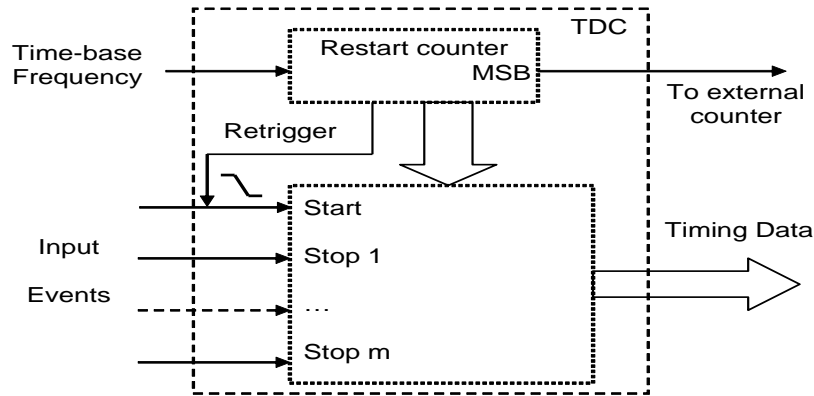 TDC
Time-base
Frequency
Restart counter
MSB
To external
counter
Retrigger
Start
Input
Stop 1
Timing Data
Events
...
Stop m